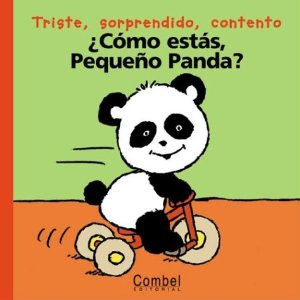 Triste, sorprendido, contento
¿Cómo estás,
Pequeño Panda?
Combel
EDITORIAL